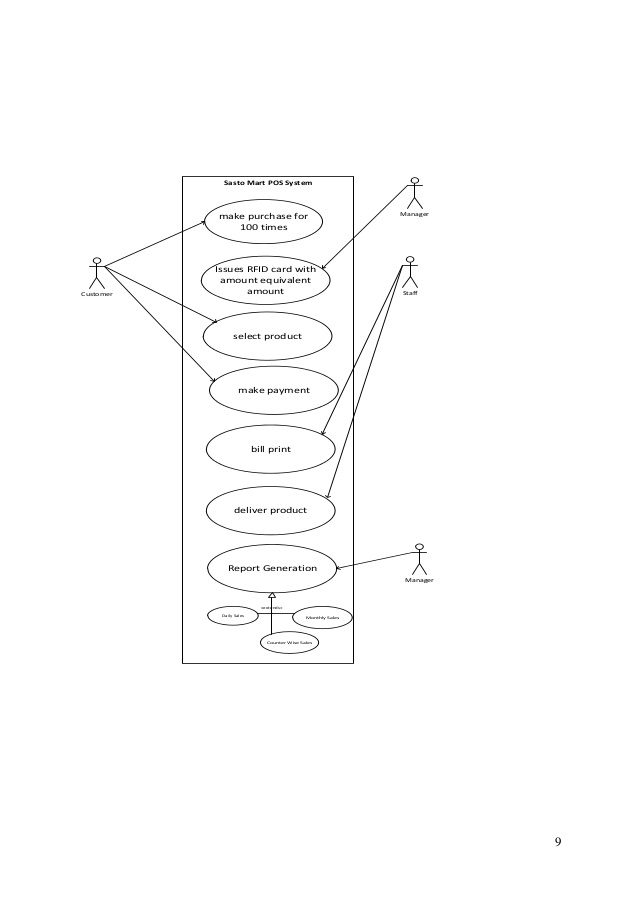 Sasto Mart POS System
Manager
make purchase for
100 times
Customer
Issues RFID card with
amount equivalent
amount
Staff
select product
make payment
bill print
deliver product
Report Generation
Manager
Daily Sales
Monthly Sales
Counter Wise Sales
9